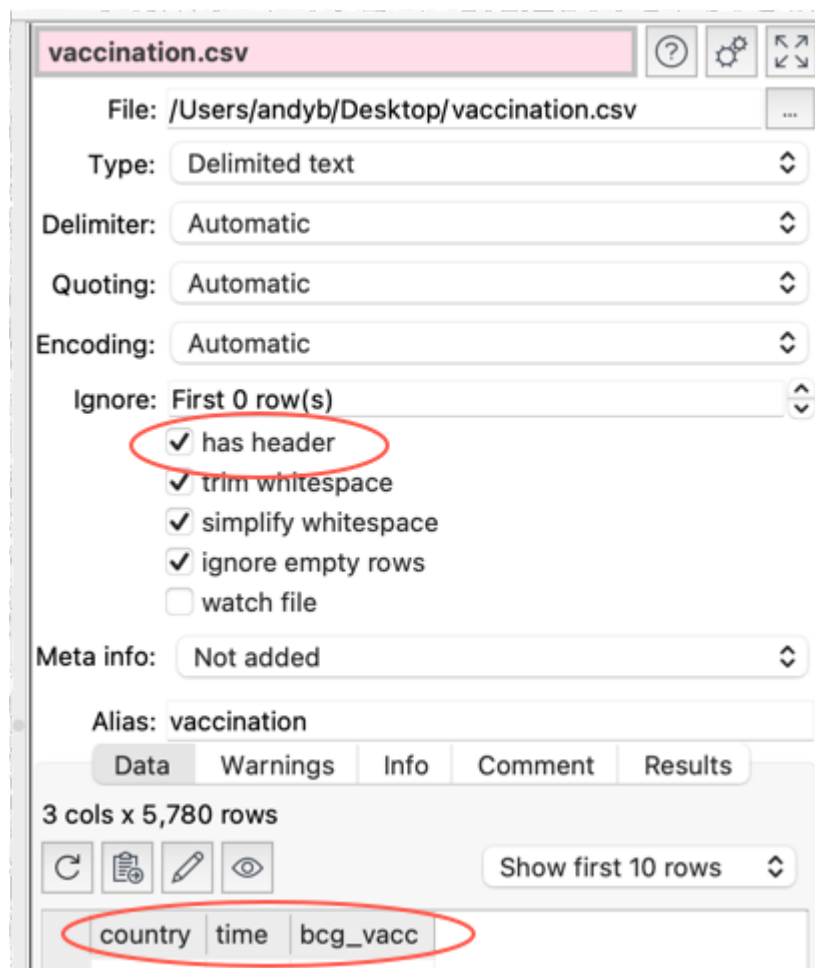 vaccination.csv
File: /Users/andyb/Desktop/vaccination.csv ...
Type: Delimited text
Delimiter: Automatic
Quoting: Automatic
Encoding: Automatic
Ignore: First 0 row(s)
has header
trim whitespace
simplify whitespace
ignore empty rows
watch file
Meta info: Not added
Alias: vaccination
Data Warnings Info Comment Results
3 cols x 5,780 rows
Show first 10 rows
country time bcg_vacc